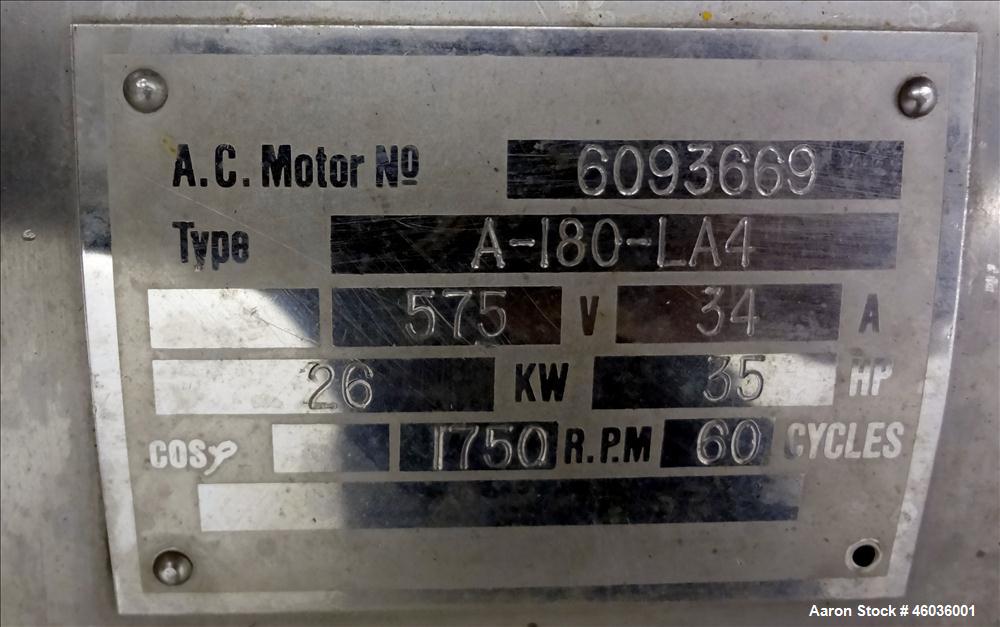 A.C. Motor Nº 6093669
Type A-180-LA4
575 V 34 A
26 KW 35 HP
COSφ 1750 R.P.M 60 CYCLES
Aaron Stock # 46036001